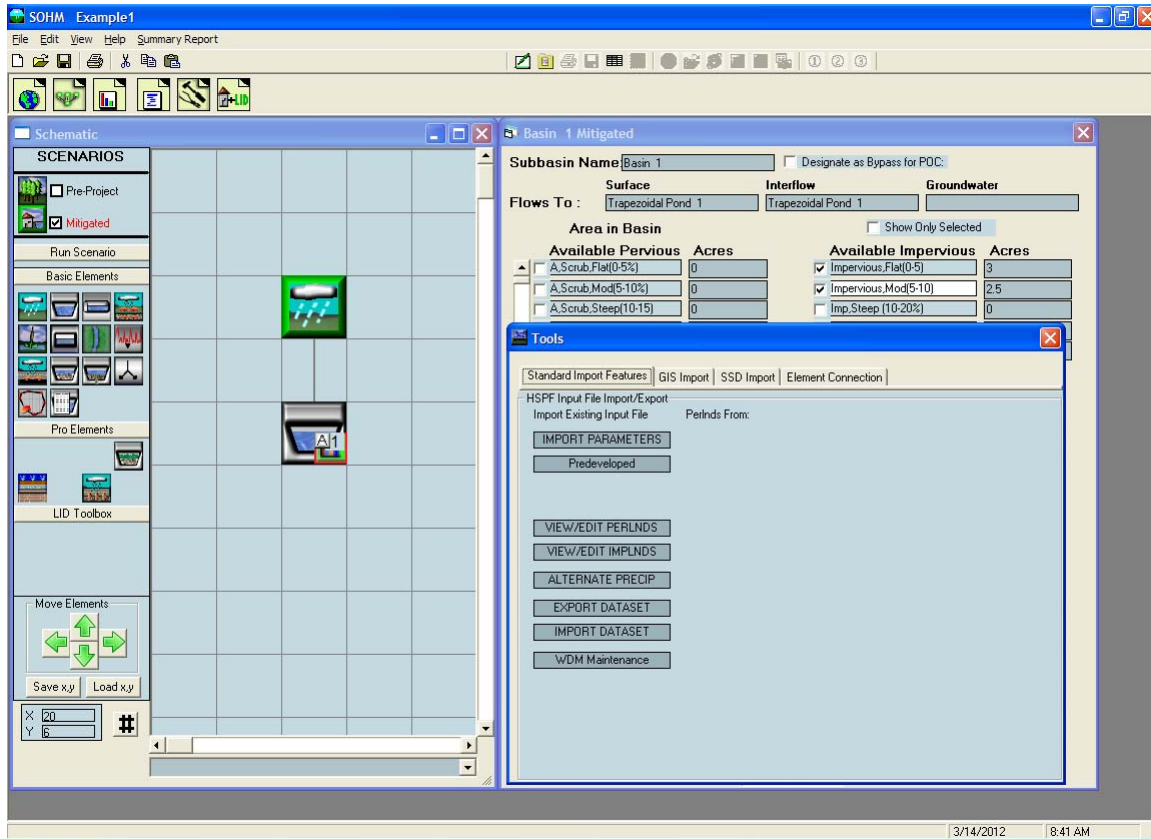 SOHM Example1
File Edit View Help Summary Report
Schematic
SCENARIOS
Pre-Project
Mitigated
Run Scenario
Basic Elements
Pro Elements
LID Toolbox
Move Elements
Save x,y Load x,y
X 20
Y 6
#
A 1
+LID
Basin 1 Mitigated
Subbasin Name: Basin 1 Designate as Bypass for POC:
Surface Interflow Groundwater
Flows To : Trapezoidal Pond 1 Trapezoidal Pond 1
Area in Basin Show Only Selected
Available Pervious Acres Available Impervious Acres
A,Scrub,Flat(0-5%) 0 Impervious,Flat(0-5) 3
A,Scrub,Mod(5-10%) 0 Impervious,Mod(5-10) 2.5
A,Scrub,Steep(10-15) 0 Imp,Steep (10-20%) 0
Tools
Standard Import Features GIS Import SSD Import Element Connection
HSPF Input File Import/Export
Import Existing Input File Perlnds From:
IMPORT PARAMETERS
Predeveloped
VIEW/EDIT PERLNDS
VIEW/EDIT IMPLNDS
ALTERNATE PRECIP
EXPORT DATASET
IMPORT DATASET
WDM Maintenance
3/14/2012 8:41 AM